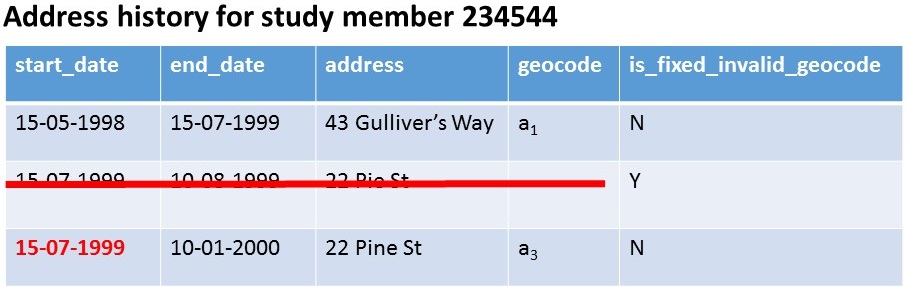 Address history for study member 234544
start_date end_date address geocode is_fixed_invalid_geocode
15-05-1998 15-07-1999 43 Gulliver's Way a₁ N
15-07-1999 10-08-1999 22 Pie St Y
15-07-1999 10-01-2000 22 Pine St a₃ N